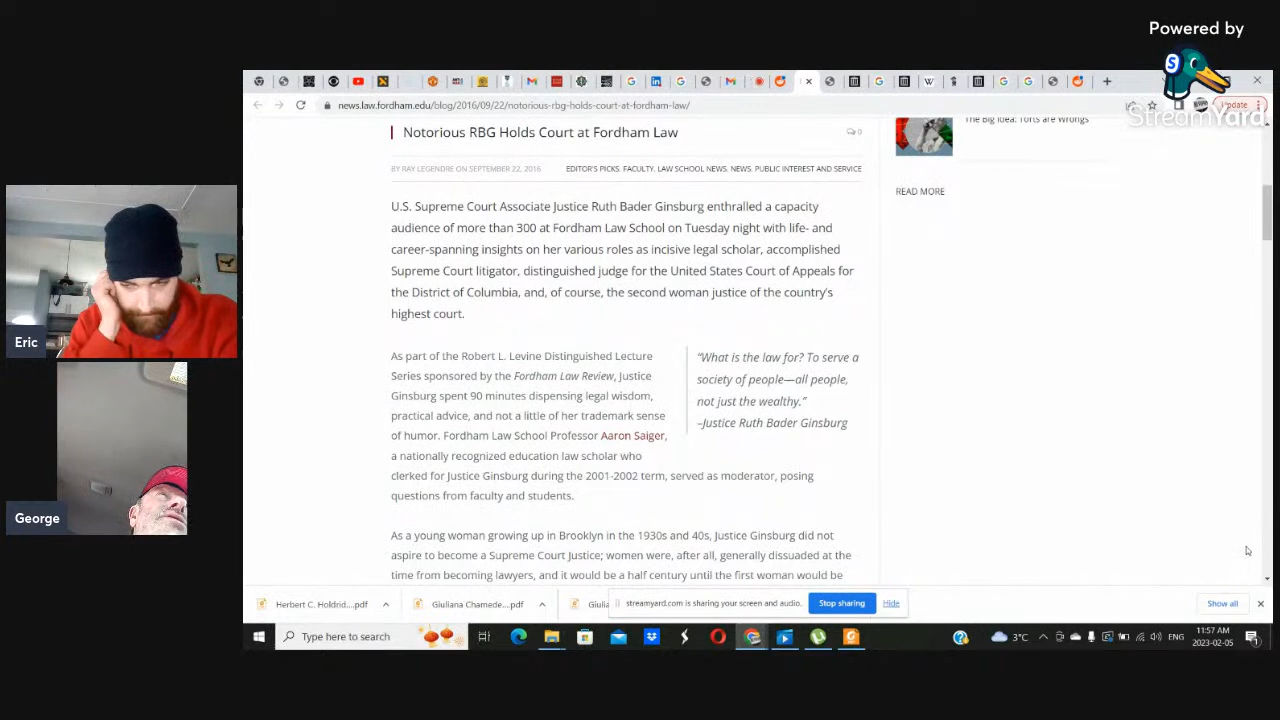 Powered by
StreamYard
news.law.fordham.edu/blog/2016/09/22/notorious-rbg-holds-court-at-fordham-law/
Update
Notorious RBG Holds Court at Fordham Law
0
The Big Idea: Torts are Wrongs
BY RAY LEGENDRE ON SEPTEMBER 22, 2016
EDITOR'S PICKS, FACULTY, LAW SCHOOL NEWS, NEWS, PUBLIC INTEREST AND SERVICE
READ MORE
U.S. Supreme Court Associate Justice Ruth Bader Ginsburg enthralled a capacity
audience of more than 300 at Fordham Law School on Tuesday night with life- and
career-spanning insights on her various roles as incisive legal scholar, accomplished
Supreme Court litigator, distinguished judge for the United States Court of Appeals for
the District of Columbia, and, of course, the second woman justice of the country's
highest court.
As part of the Robert L. Levine Distinguished Lecture
Series sponsored by the Fordham Law Review, Justice
Ginsburg spent 90 minutes dispensing legal wisdom,
practical advice, and not a little of her trademark sense
of humor. Fordham Law School Professor Aaron Saiger,
a nationally recognized education law scholar who
clerked for Justice Ginsburg during the 2001-2002 term, served as moderator, posing
questions from faculty and students.
“What is the law for? To serve a
society of people—all people,
not just the wealthy.”
–Justice Ruth Bader Ginsburg
As a young woman growing up in Brooklyn in the 1930s and 40s, Justice Ginsburg did not
aspire to become a Supreme Court Justice; women were, after all, generally dissuaded at the
time from becoming lawyers, and it would be a half century until the first woman would be
Eric
George
Herbert C. Holdrid....pdf
Giuliana Chamede....pdf
Giulia
streamyard.com is sharing your screen and audio.
Stop sharing
Hide
Show all
Type here to search
3°C
ENG
11:57 AM
2023-02-05